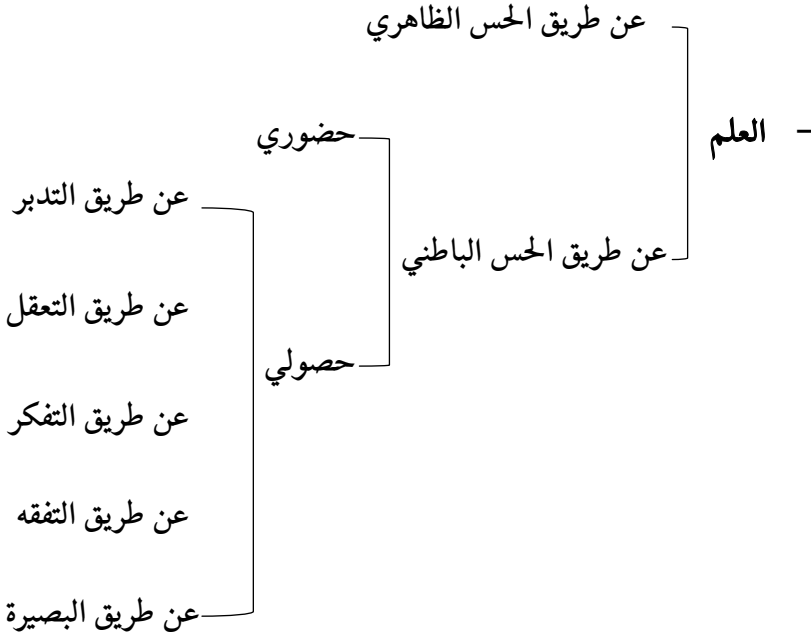 عن طريق الحس الظاهري
- العلم
حضوري
عن طريق التدبر
عن طريق الحس الباطني
عن طريق التعقل
حصولي
عن طريق التفكر
عن طريق التفقه
عن طريق البصيرة